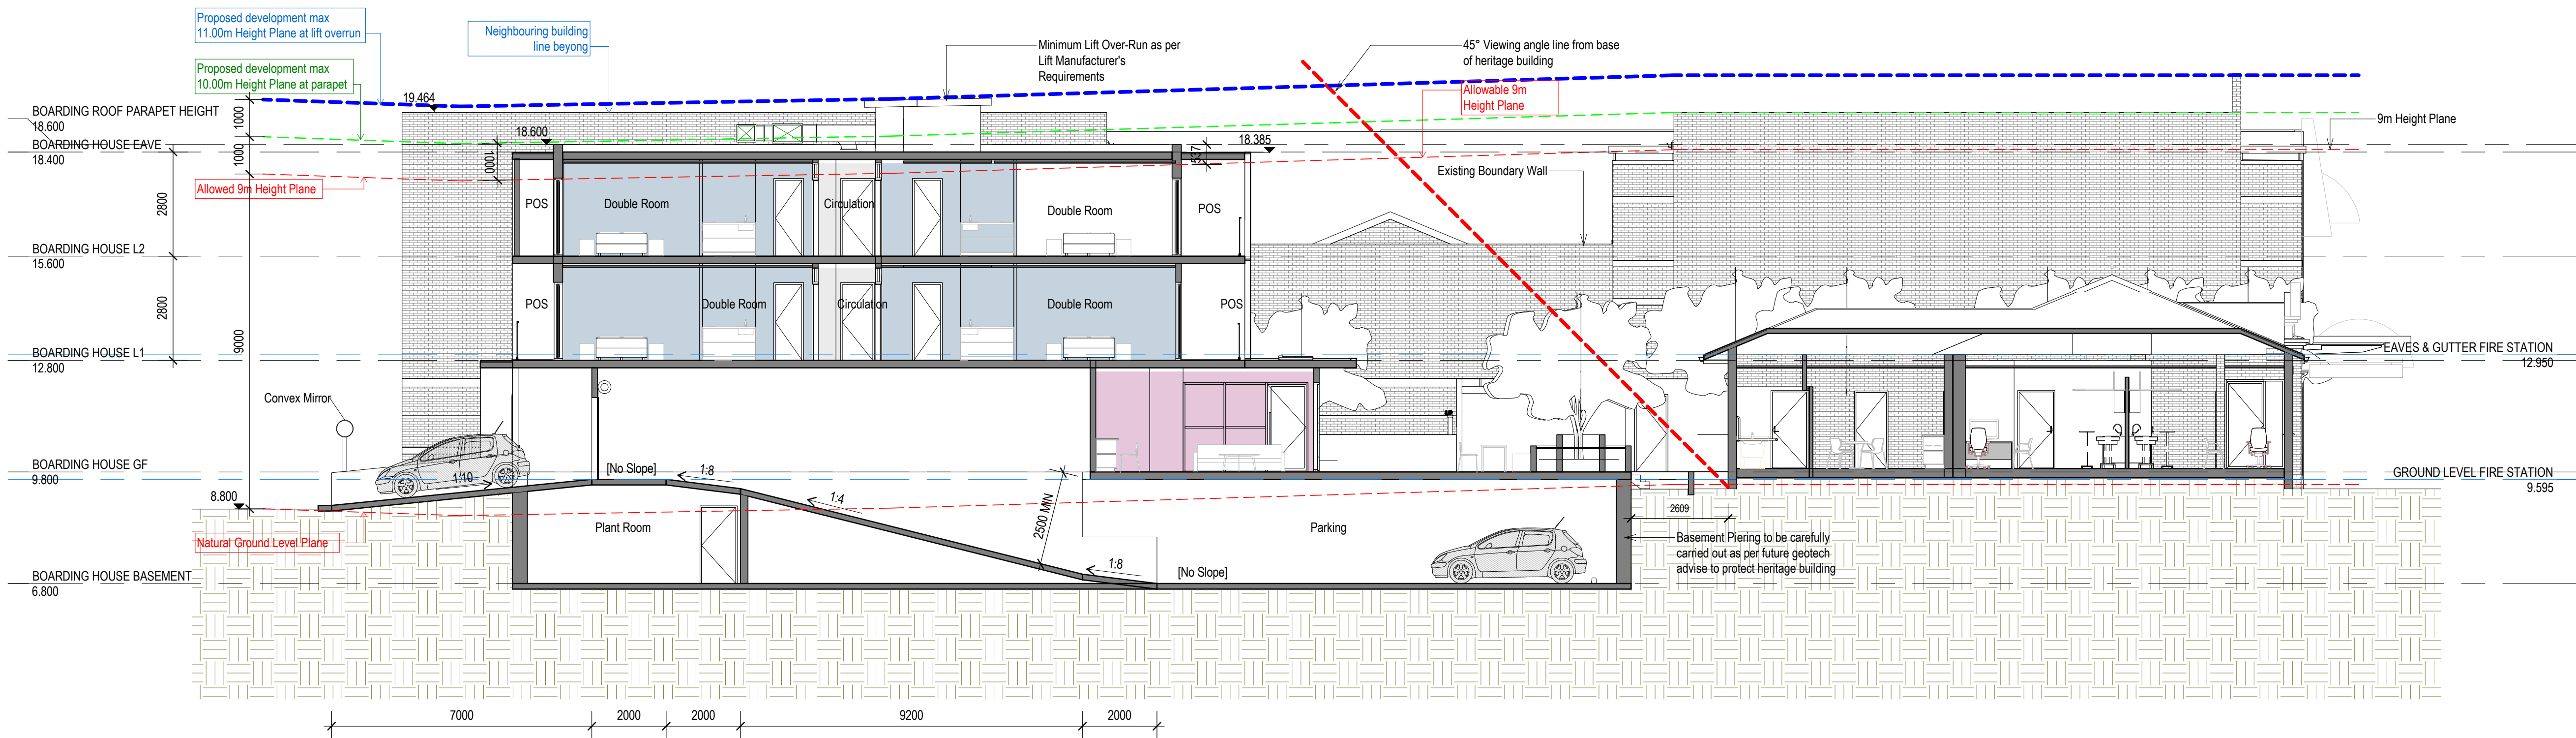 Proposed development max
11.00m Height Plane at lift overrun
Neighbouring building
line beyong
Minimum Lift Over-Run as per
Lift Manufacturer's
Requirements
45° Viewing angle line from base
of heritage building
Proposed development max
10.00m Height Plane at parapet
Allowable 9m
Height Plane
BOARDING ROOF PARAPET HEIGHT
18.600
19.464
1000
9m Height Plane
BOARDING HOUSE EAVE
18.400
18.600
18.385
1000
1000
537
Allowed 9m Height Plane
Existing Boundary Wall
2800
POS
Double Room
Circulation
Double Room
POS
BOARDING HOUSE L2
15.600
2800
POS
Double Room
Circulation
Double Room
POS
9000
BOARDING HOUSE L1
12.800
EAVES & GUTTER FIRE STATION
12.950
Convex Mirror
BOARDING HOUSE GF
9.800
1:10
[No Slope]
1:8
GROUND LEVEL FIRE STATION
9.595
8.800
1:4
2500 MN
2609
Plant Room
Parking
Natural Ground Level Plane
Basement Piering to be carefully
carried out as per future geotech
advise to protect heritage building
1:8
[No Slope]
BOARDING HOUSE BASEMENT
6.800
7000
2000
2000
9200
2000